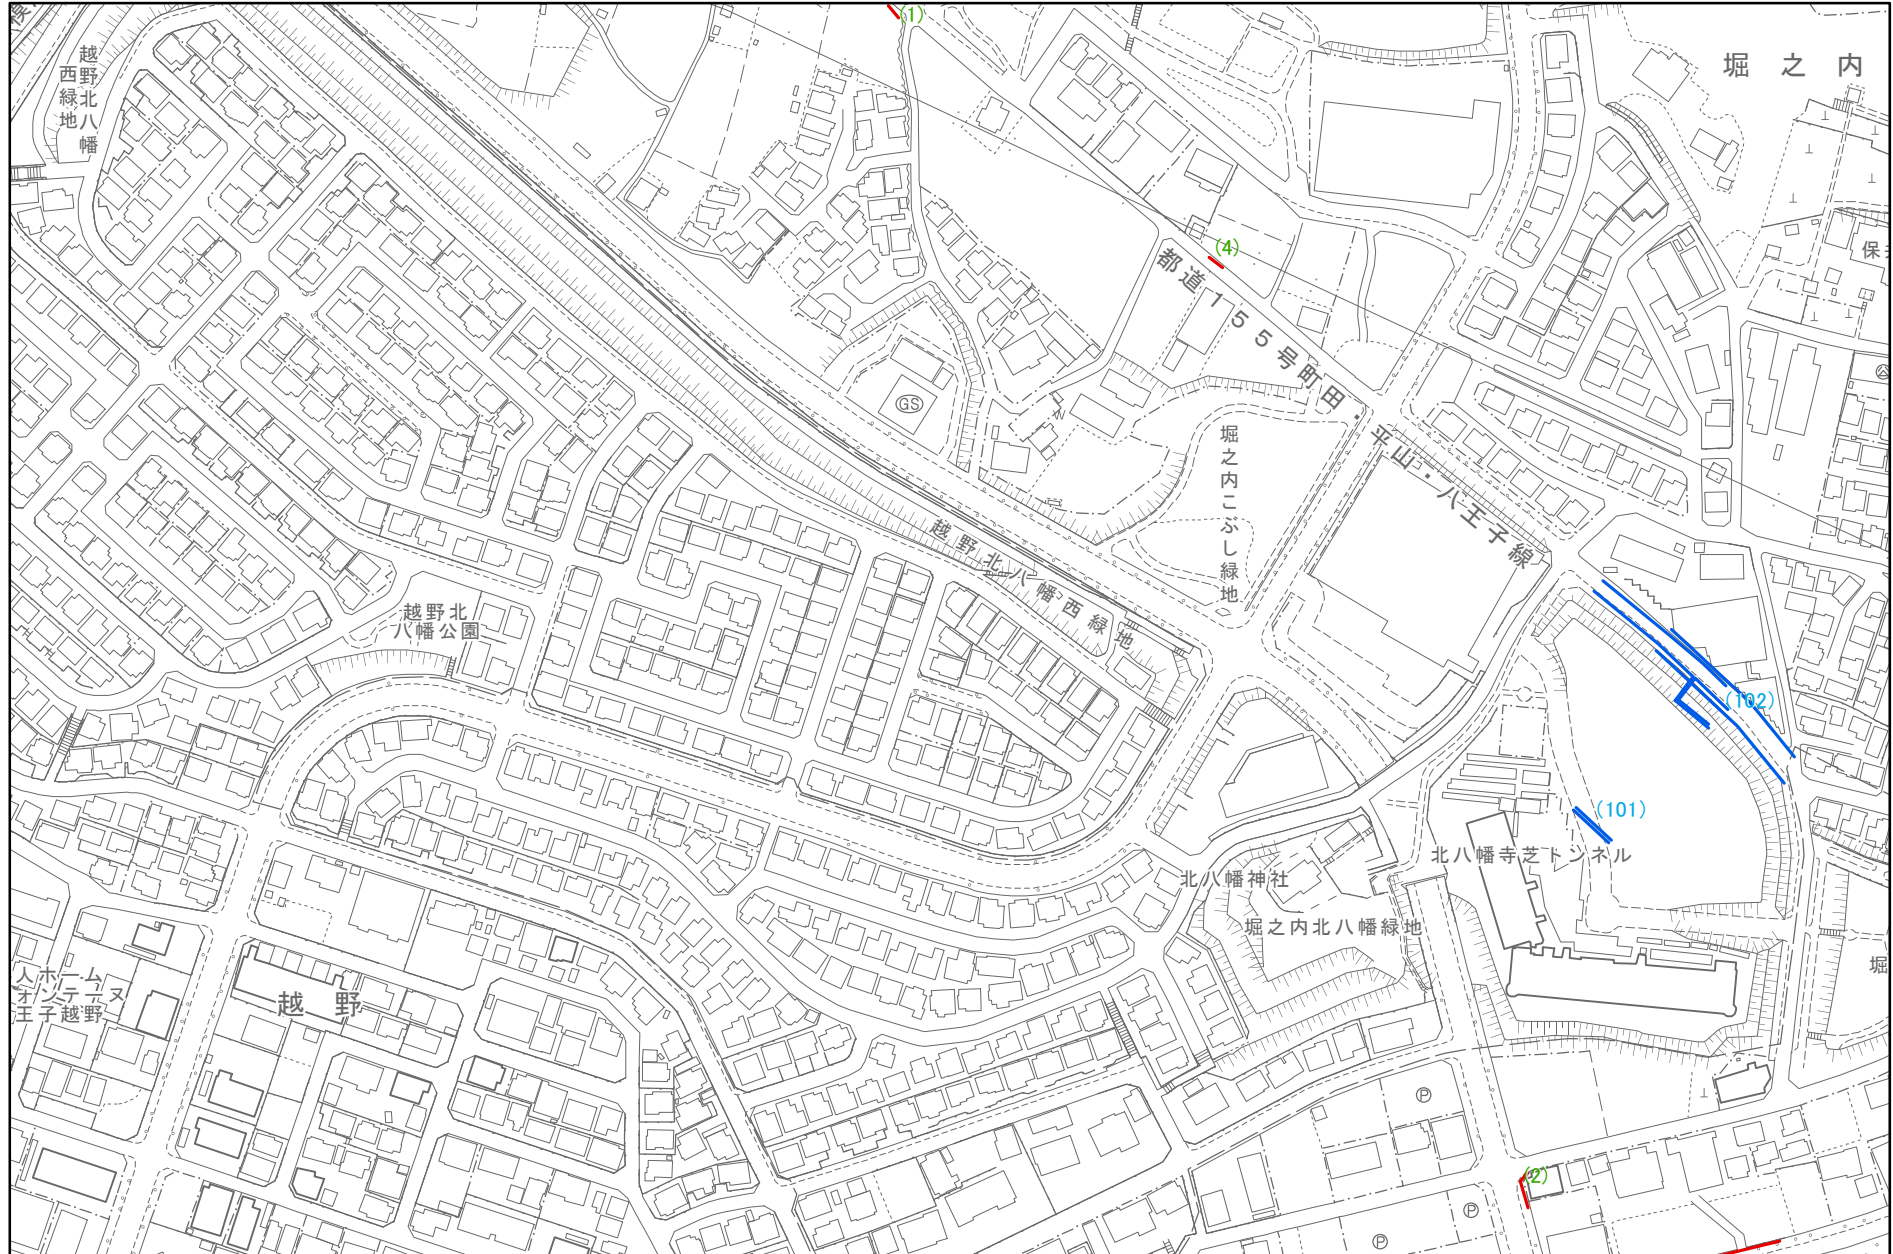 (1)
堀之内
越野北八幡
西緑地
(4)
都道155号町田・平山・八王子線
GS
堀之内こぶし緑地
越野北八幡西緑地
越野北
八幡公園
(102)
(101)
北八幡寺芝トンネル
北八幡神社
堀之内北八幡緑地
堀
人ホーム
オンテーヌ
王子越野
越野
P
(2)
P
P